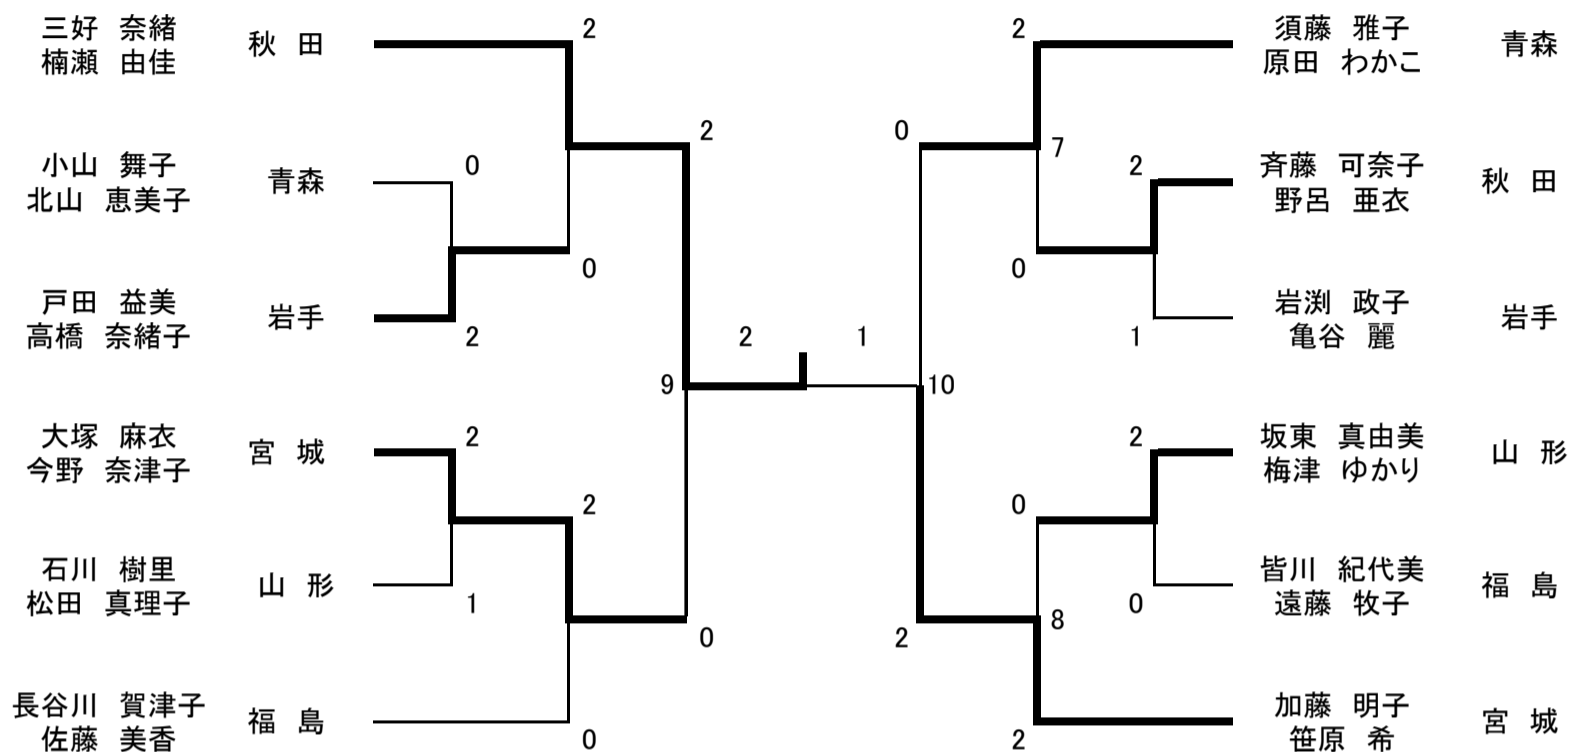 三好　奈緒
楠瀬　由佳
秋　田
2
小山　舞子
北山　恵美子
青森
0
2
0
戸田　益美
高橋　奈緒子
岩手
2
2
9
大塚　麻衣
今野　奈津子
宮　城
2
2
石川　樹里
松田　真理子
山　形
1
0
長谷川　賀津子
佐藤　美香
福　島
0
2
須藤　雅子
原田　わかこ
青森
0
7
2
斉藤　可奈子
野呂　亜衣
秋　田
0
1
岩渕　政子
亀谷　麗
岩手
1
10
2
坂東　真由美
梅津　ゆかり
山　形
0
皆川　紀代美
遠藤　牧子
福　島
0
8
2
加藤　明子
笹原　希
宮　城
2